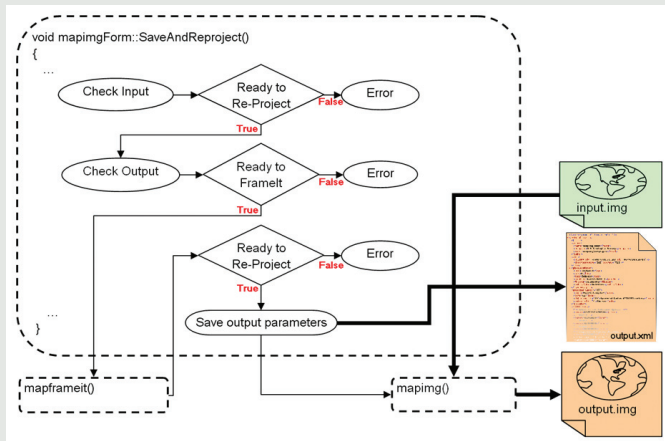 void mapimgForm::SaveAndReproject()
{
...
Check Input
Ready to
Re-Project
False
Error
True
Check Output
Ready to
FrameIt
False
Error
True
Ready to
Re-Project
False
Error
True
...
Save output parameters
}
mapframeit()
mapimg()
input.img
output.xml
output.img